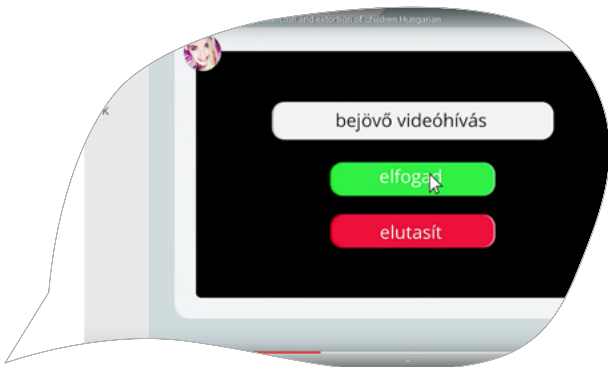 and extortion of children Hungarian
k
bejövő videóhívás
elfogad
elutasít